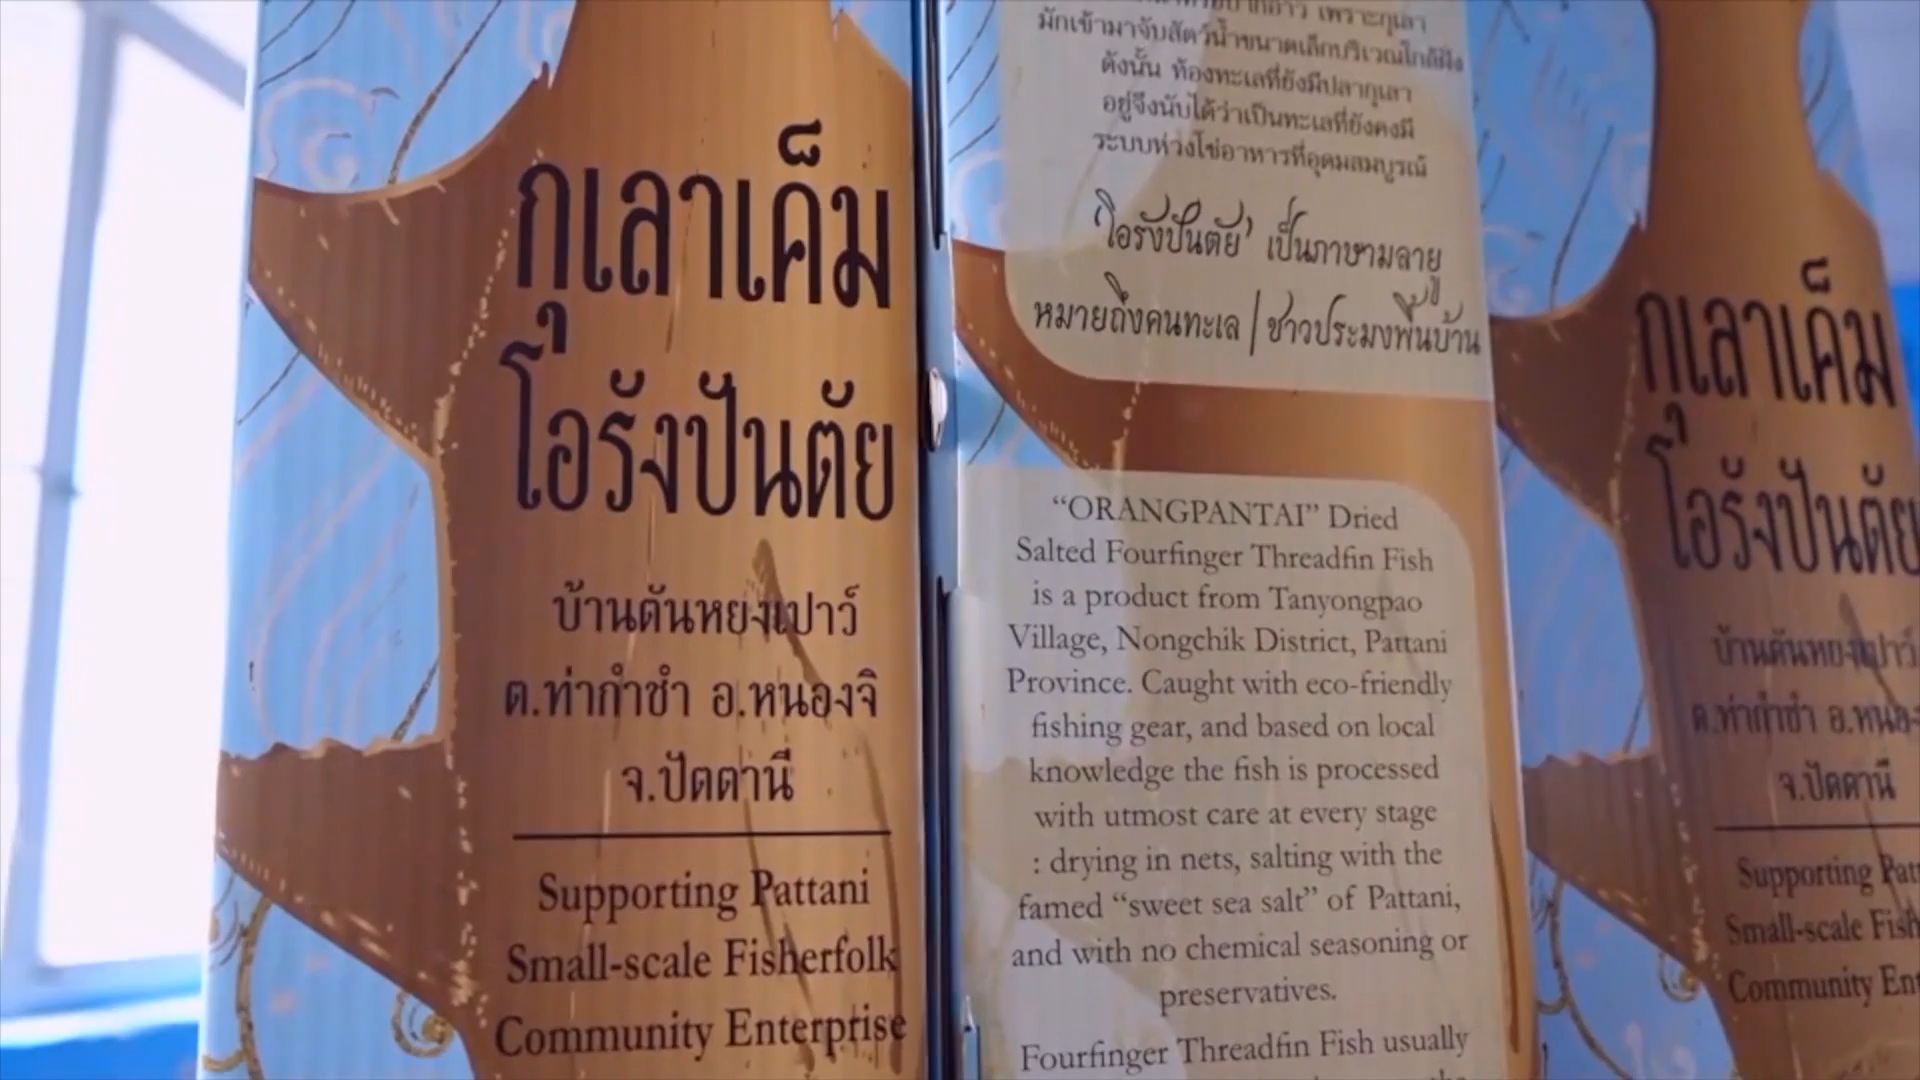 กุเลาเค็ม
โอรังปันตัย
บ้านตันหยงเปาว์
ต.ท่ากำชำ อ.หนองจิ
จ.ปัตตานี
Supporting Pattani
Small-scale Fisherfolk
Community Enterprise
เพราะกุเลา
มักเข้ามาจับสัตว์น้ำขนาดเล็กบริเวณใกล้ฝั่ง
ดังนั้น ท้องทะเลที่ยังมีปลากุเลา
อยู่จึงนับได้ว่าเป็นทะเลที่ยังคงมี
ระบบห่วงโซ่อาหารที่อุดมสมบูรณ์
'โอรังปันตัย' เป็นภาษามลายู
หมายถึงคนทะเล | ชาวประมงพื้นบ้าน
“ORANGPANTAI” Dried
Salted Fourfinger Threadfin Fish
is a product from Tanyongpao
Village, Nongchik District, Pattani
Province. Caught with eco-friendly
fishing gear, and based on local
knowledge the fish is processed
with utmost care at every stage
: drying in nets, salting with the
famed “sweet sea salt” of Pattani,
and with no chemical seasoning or
preservatives.
Fourfinger Threadfin Fish usually
กุเลาเค็ม
โอรังปันตัย
บ้านตันหยงเปาว์
ต.ท่ากำชำ อ.หนอง
จ.ปัตตานี
Supporting Patt
Small-scale Fish
Community Ent